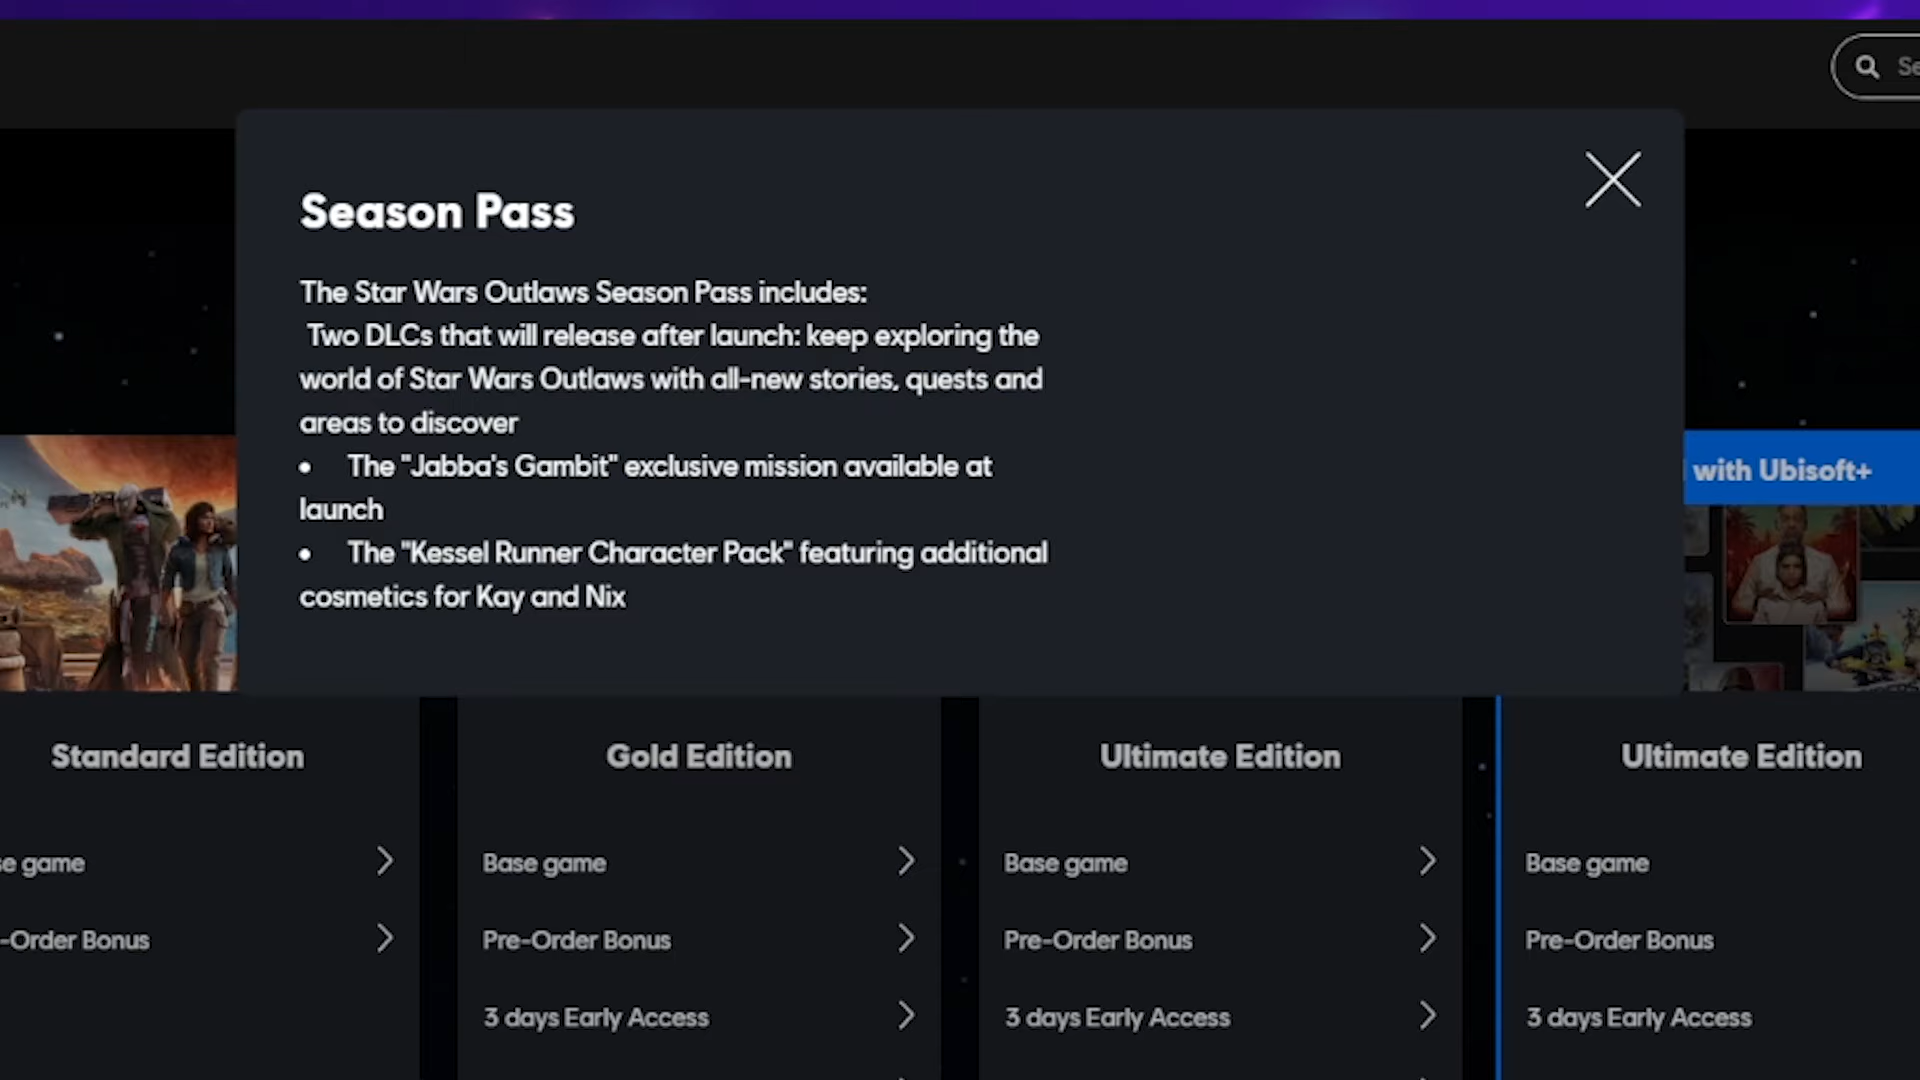 Season Pass
The Star Wars Outlaws Season Pass includes:
Two DLCs that will release after launch: keep exploring the
world of Star Wars Outlaws with all-new stories, quests and
areas to discover
• The "Jabba's Gambit" exclusive mission available at
launch
• The "Kessel Runner Character Pack" featuring additional
cosmetics for Kay and Nix
with Ubisoft+
Standard Edition
Gold Edition
Ultimate Edition
Ultimate Edition
se game
Base game
Base game
Base game
-Order Bonus
Pre-Order Bonus
Pre-Order Bonus
Pre-Order Bonus
3 days Early Access
3 days Early Access
3 days Early Access